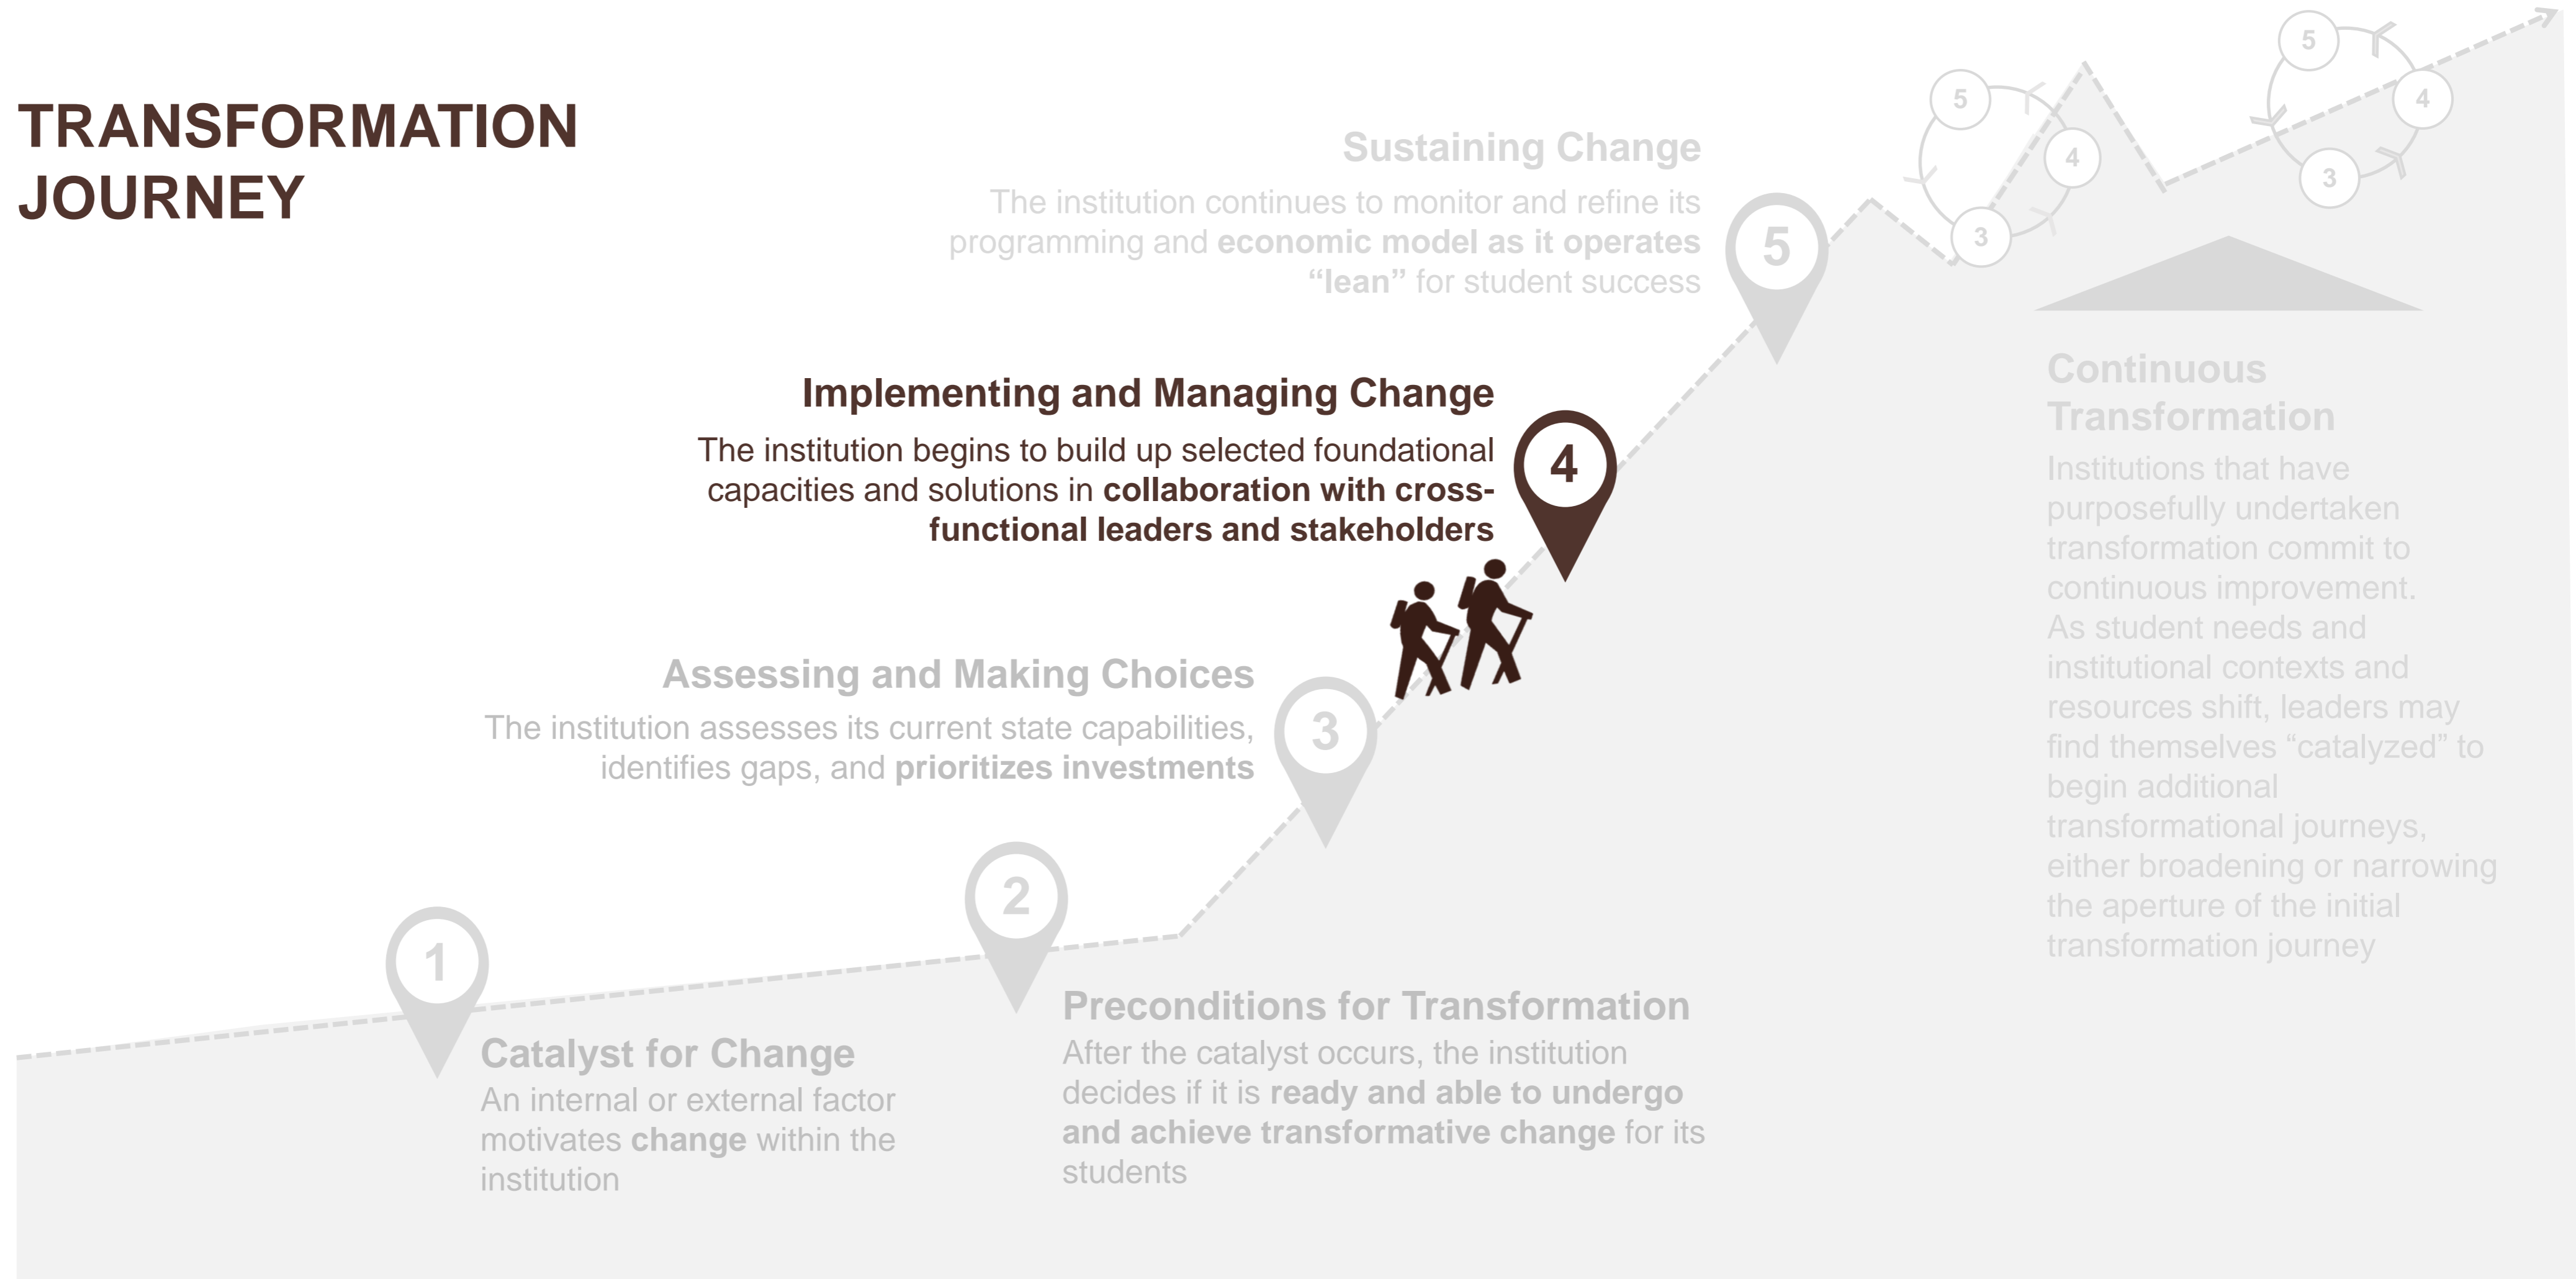 TRANSFORMATION
JOURNEY
5
4
3
5
4
3
Sustaining Change
The institution continues to monitor and refine its
programming and economic model as it operates
“lean” for student success
5
Implementing and Managing Change
The institution begins to build up selected foundational
capacities and solutions in collaboration with cross-
functional leaders and stakeholders
4
Assessing and Making Choices
The institution assesses its current state capabilities,
identifies gaps, and prioritizes investments
3
2
1
Catalyst for Change
An internal or external factor
motivates change within the
institution
Preconditions for Transformation
After the catalyst occurs, the institution
decides if it is ready and able to undergo
and achieve transformative change for its
students
Continuous
Transformation
Institutions that have
purposefully undertaken
transformation commit to
continuous improvement.
As student needs and
institutional contexts and
resources shift, leaders may
find themselves “catalyzed” to
begin additional
transformational journeys,
either broadening or narrowing
the aperture of the initial
transformation journey